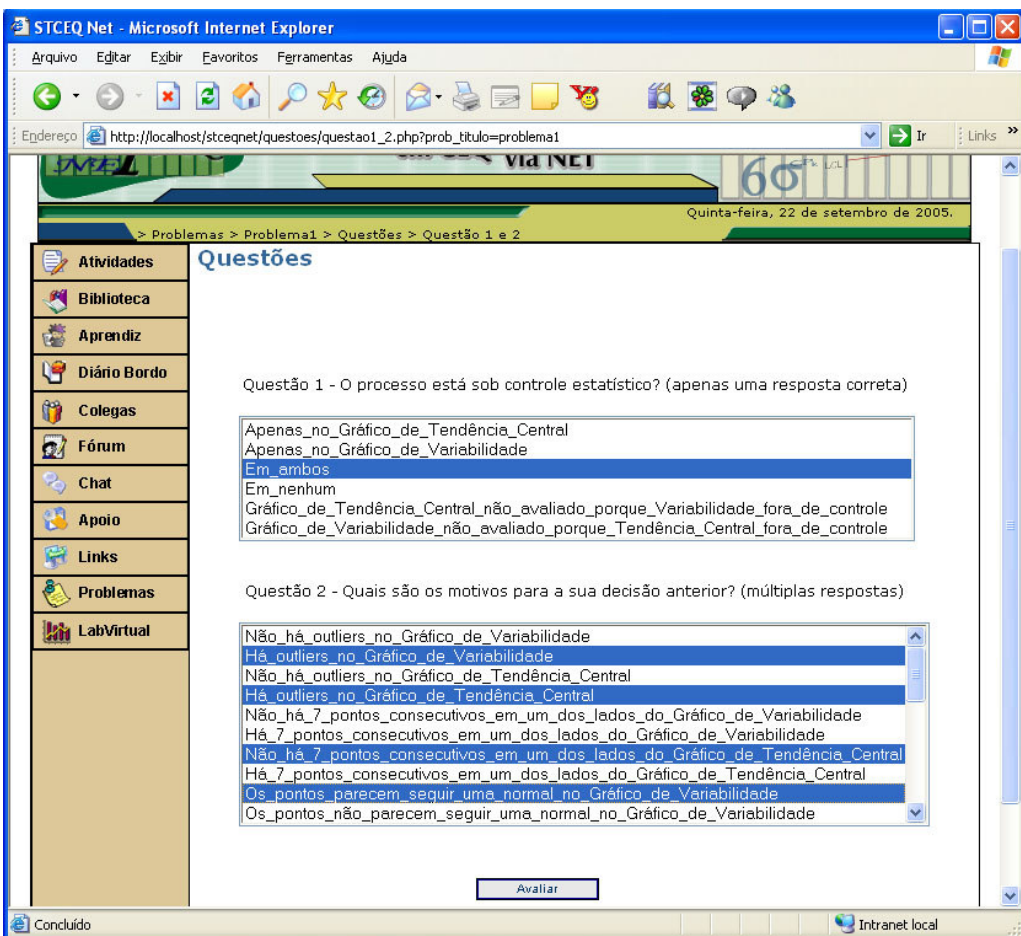 STCEQ Net - Microsoft Internet Explorer
Arquivo Editar Exibir Favoritos Ferramentas Ajuda
Endereço http://localhost/stceqnet/questoes/questao1_2.php?prob_titulo=problema1 Ir Links »
em CEQ via NET
6σ
Quinta-feira, 22 de setembro de 2005.
> Problemas > Problema1 > Questões > Questão 1 e 2
Atividades
Biblioteca
Aprendiz
Diário Bordo
Colegas
Fórum
Chat
Apoio
Links
Problemas
LabVirtual
Questões
Questão 1 - O processo está sob controle estatístico? (apenas uma resposta correta)
Apenas_no_Gráfico_de_Tendência_Central
Apenas_no_Gráfico_de_Variabilidade
Em_ambos
Em_nenhum
Gráfico_de_Tendência_Central_não_avaliado_porque_Variabilidade_fora_de_controle
Gráfico_de_Variabilidade_não_avaliado_porque_Tendência_Central_fora_de_controle
Questão 2 - Quais são os motivos para a sua decisão anterior? (múltiplas respostas)
Não_há_outliers_no_Gráfico_de_Variabilidade
Há_outliers_no_Gráfico_de_Variabilidade
Não_há_outliers_no_Gráfico_de_Tendência_Central
Há_outliers_no_Gráfico_de_Tendência_Central
Não_há_7_pontos_consecutivos_em_um_dos_lados_do_Gráfico_de_Variabilidade
Há_7_pontos_consecutivos_em_um_dos_lados_do_Gráfico_de_Variabilidade
Não_há_7_pontos_consecutivos_em_um_dos_lados_do_Gráfico_de_Tendência_Central
Há_7_pontos_consecutivos_em_um_dos_lados_do_Gráfico_de_Tendência_Central
Os_pontos_parecem_seguir_uma_normal_no_Gráfico_de_Variabilidade
Os_pontos_não_parecem_seguir_uma_normal_no_Gráfico_de_Variabilidade
Avaliar
Concluído Intranet local